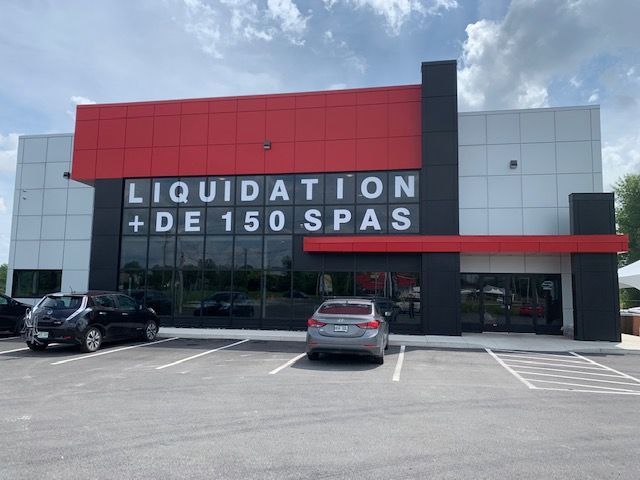 LIQUIDATION
+ DE 150 SPAS